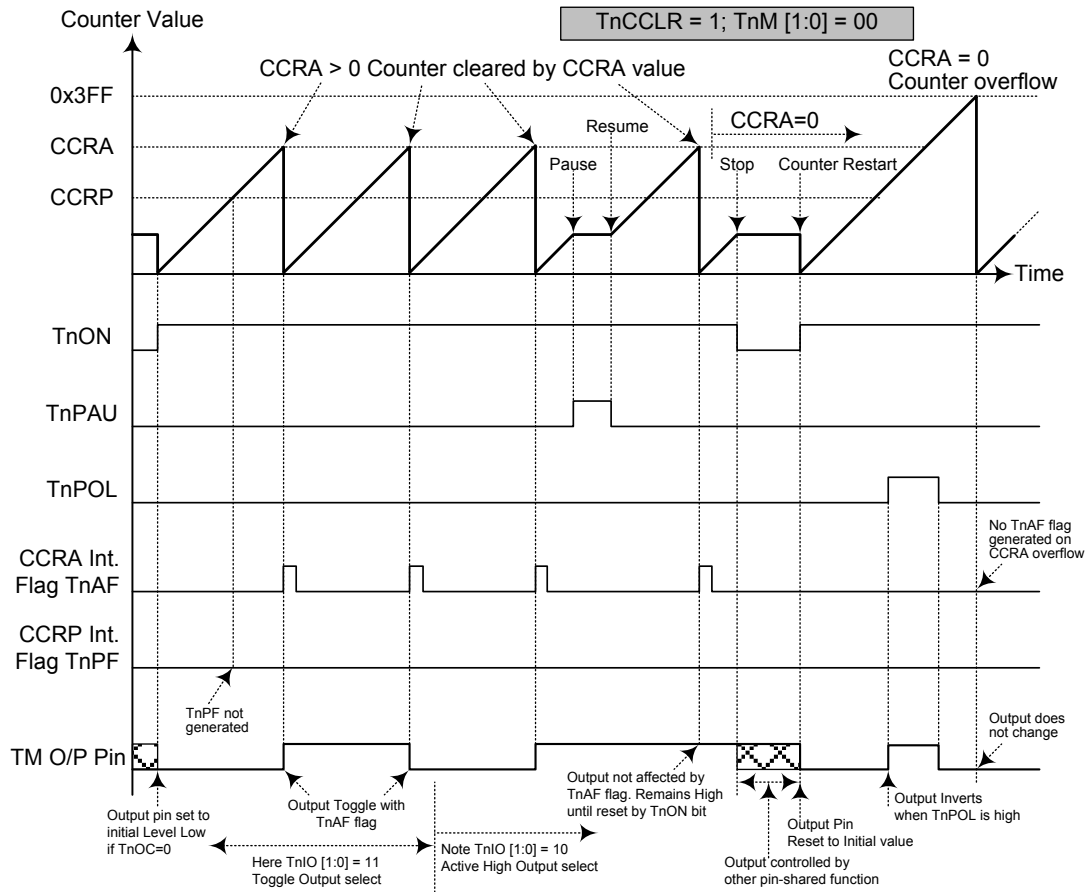 Counter Value
TnCCLR = 1; TnM [1:0] = 00
CCRA > 0 Counter cleared by CCRA value
CCRA = 0
Counter overflow
0x3FF
CCRA
CCRP
Resume
CCRA=0
Pause
Stop
Counter Restart
Time
TnON
TnPAU
TnPOL
No TnAF flag
generated on
CCRA overflow
CCRA Int.
Flag TnAF
CCRP Int.
Flag TnPF
TnPF not
generated
Output does
not change
TM O/P Pin
Output pin set to
initial Level Low
if TnOC=0
Output Toggle with
TnAF flag
Here TnIO [1:0] = 11
Toggle Output select
Note TnIO [1:0] = 10
Active High Output select
Output not affected by
TnAF flag. Remains High
until reset by TnON bit
Output controlled by
other pin-shared function
Output Pin
Reset to Initial value
Output Inverts
when TnPOL is high